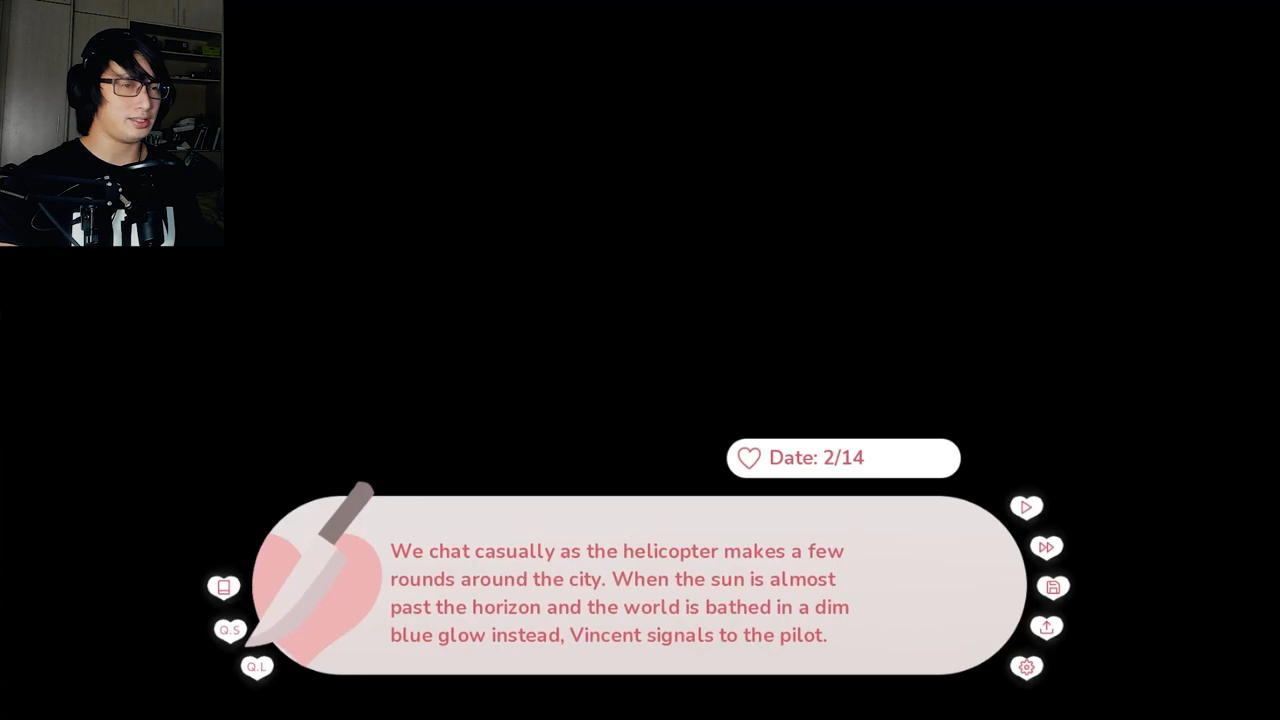 Date: 2/14
We chat casually as the helicopter makes a few
rounds around the city. When the sun is almost
past the horizon and the world is bathed in a dim
blue glow instead, Vincent signals to the pilot.
Q.S
Q.L